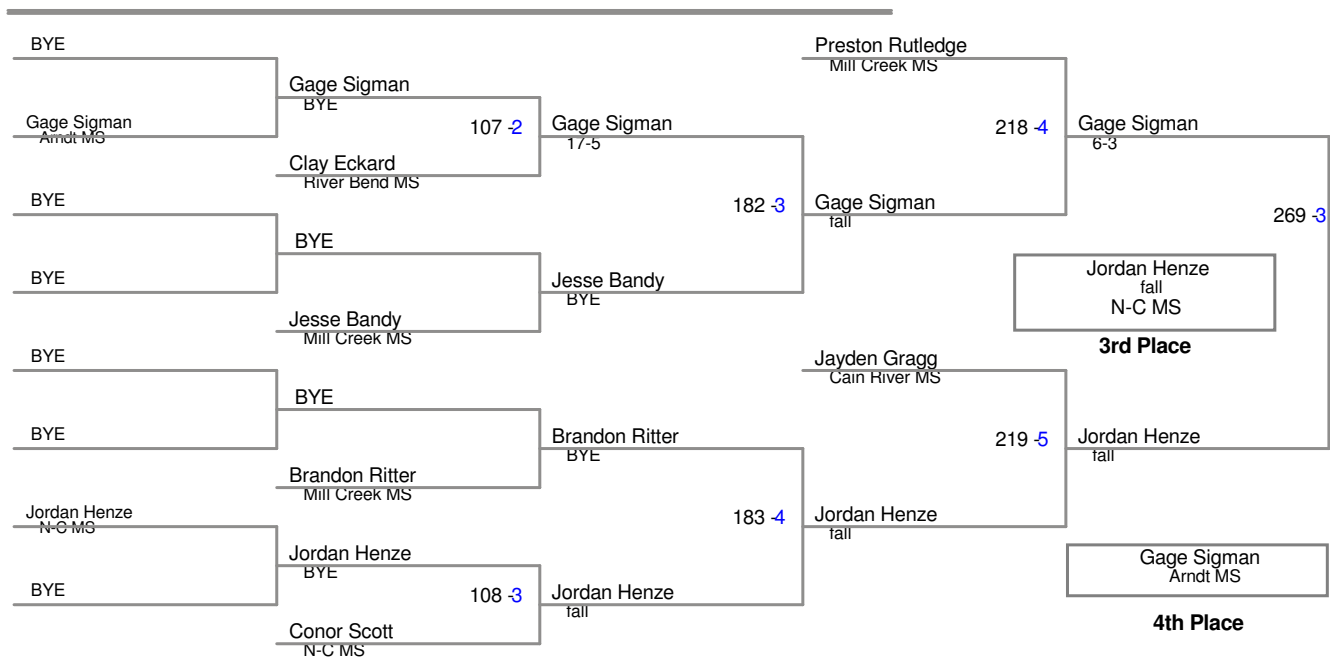 BYE
Gage Sigman
Arndt MS
BYE
BYE
BYE
BYE
Jordan Henze
N-C MS
BYE
Gage Sigman
BYE
Clay Eckard
River Bend MS
BYE
Jesse Bandy
Mill Creek MS
BYE
Brandon Ritter
Mill Creek MS
Jordan Henze
BYE
Conor Scott
N-C MS
107 -2
108 -3
Gage Sigman
17-5
Jesse Bandy
BYE
Brandon Ritter
BYE
Jordan Henze
fall
182 -3
183 -4
Preston Rutledge
Mill Creek MS
Gage Sigman
fall
Jayden Gragg
Cain River MS
Jordan Henze
fall
218 -4
219 -5
Gage Sigman
6-3
Jordan Henze
fall
269 -3
Jordan Henze
fall
N-C MS
3rd Place
Gage Sigman
Arndt MS
4th Place